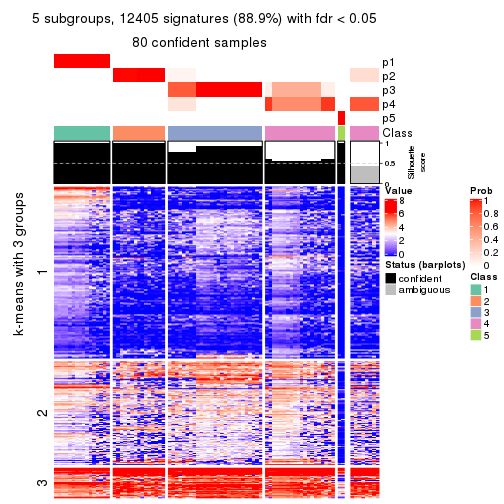 5 subgroups, 12405 signatures (88.9%) with fdr < 0.05
80 confident samples
p1
p2
p3
p4
p5
Class
1
0.5
0
Silhouette
score
k-means with 3 groups
1
2
3
Value
8
6
4
2
0
Status (barplots)
confident
ambiguous
Prob
1
0.8
0.6
0.4
0.2
0
Class
1
2
3
4
5